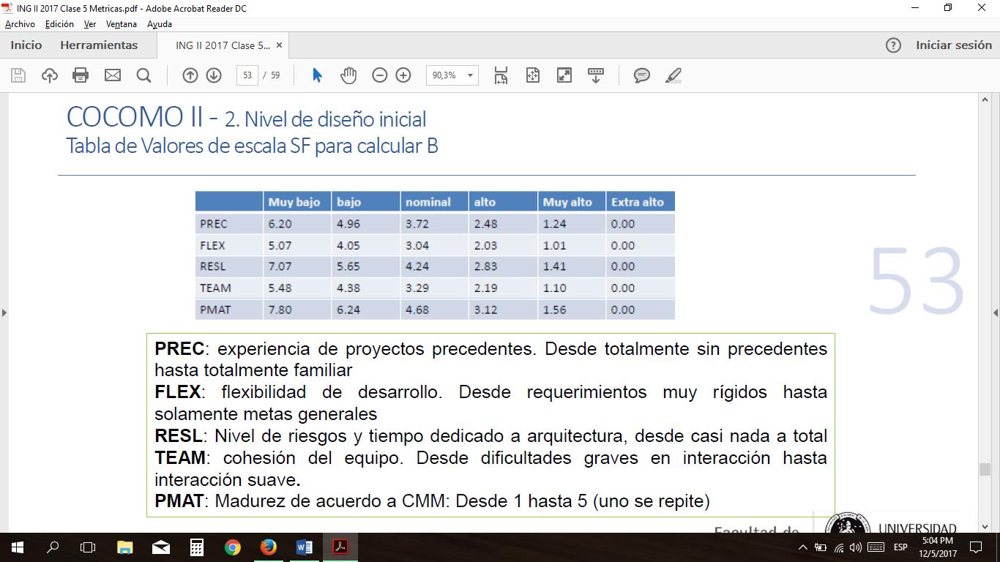 ING II 2017 Clase 5 Metricas.pdf - Adobe Acrobat Reader DC
Archivo Edición Ver Ventana Ayuda
Inicio Herramientas ING II 2017 Clase 5... × Iniciar sesión
53 / 59 90,3%
COCOMO II - 2. Nivel de diseño inicial
Tabla de Valores de escala SF para calcular B
Muy bajo bajo nominal alto Muy alto Extra alto
PREC 6.20 4.96 3.72 2.48 1.24 0.00
FLEX 5.07 4.05 3.04 2.03 1.01 0.00
RESL 7.07 5.65 4.24 2.83 1.41 0.00
TEAM 5.48 4.38 3.29 2.19 1.10 0.00
PMAT 7.80 6.24 4.68 3.12 1.56 0.00
53
PREC: experiencia de proyectos precedentes. Desde totalmente sin precedentes
hasta totalmente familiar
FLEX: flexibilidad de desarrollo. Desde requerimientos muy rígidos hasta
solamente metas generales
RESL: Nivel de riesgos y tiempo dedicado a arquitectura, desde casi nada a total
TEAM: cohesión del equipo. Desde dificultades graves en interacción hasta
interacción suave.
PMAT: Madurez de acuerdo a CMM: Desde 1 hasta 5 (uno se repite)
Facultad de UNIVERSIDAD
ESP 5:04 PM
12/5/2017